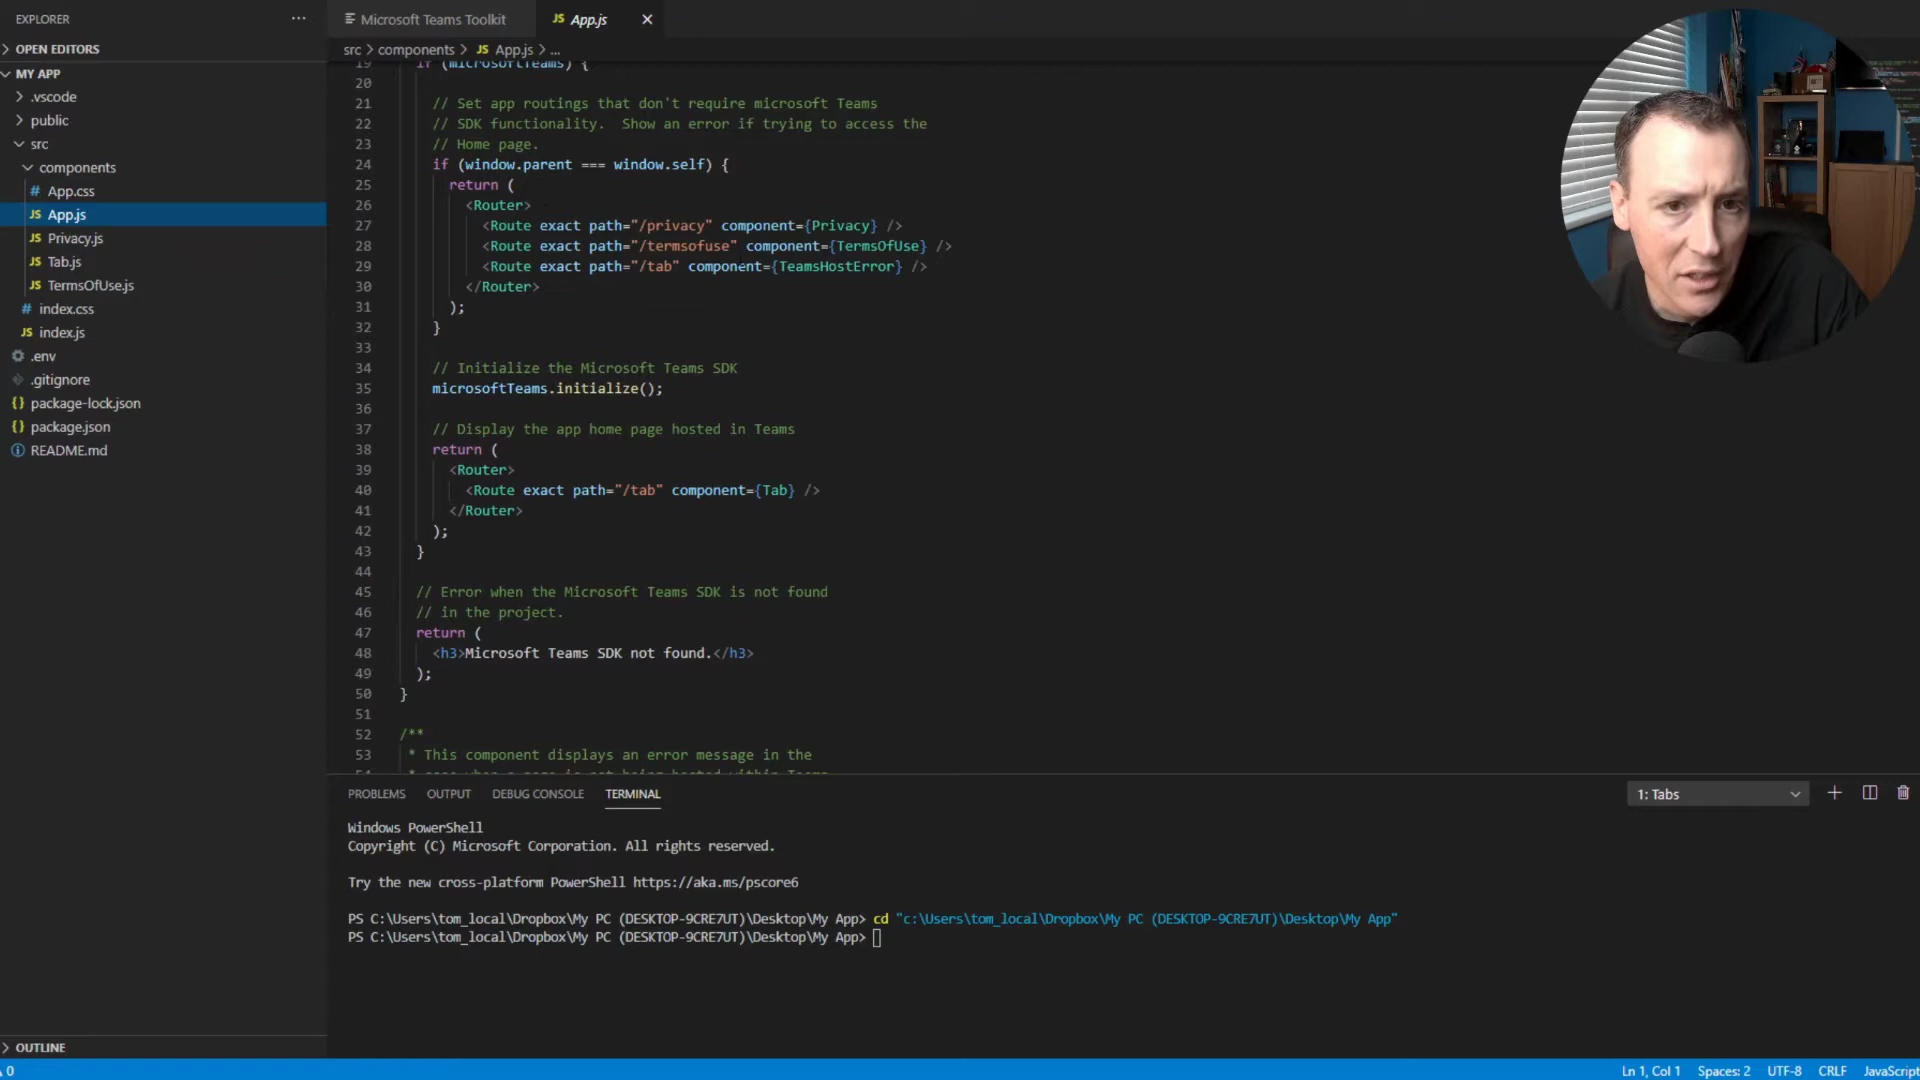 EXPLORER
···
OPEN EDITORS
MY APP
.vscode
public
src
components
# App.css
JS App.js
JS Privacy.js
JS Tab.js
JS TermsOfUse.js
# index.css
JS index.js
.env
.gitignore
{} package-lock.json
{} package.json
README.md
OUTLINE
Microsoft Teams Toolkit
JS App.js
src > components > JS App.js > ...
19 if (microsoftTeams) {
20
21 // Set app routings that don't require microsoft Teams
22 // SDK functionality.  Show an error if trying to access the
23 // Home page.
24 if (window.parent === window.self) {
25 return (
26 <Router>
27 <Route exact path="/privacy" component={Privacy} />
28 <Route exact path="/termsofuse" component={TermsOfUse} />
29 <Route exact path="/tab" component={TeamsHostError} />
30 </Router>
31 );
32 }
33
34 // Initialize the Microsoft Teams SDK
35 microsoftTeams.initialize();
36
37 // Display the app home page hosted in Teams
38 return (
39 <Router>
40 <Route exact path="/tab" component={Tab} />
41 </Router>
42 );
43 }
44
45 // Error when the Microsoft Teams SDK is not found
46 // in the project.
47 return (
48 <h3>Microsoft Teams SDK not found.</h3>
49 );
50 }
51
52 /**
53 * This component displays an error message in the
PROBLEMS OUTPUT DEBUG CONSOLE TERMINAL
1: Tabs
Windows PowerShell
Copyright (C) Microsoft Corporation. All rights reserved.
Try the new cross-platform PowerShell https://aka.ms/pscore6
PS C:\Users\tom_local\Dropbox\My PC (DESKTOP-9CRE7UT)\Desktop\My App> cd "c:\Users\tom_local\Dropbox\My PC (DESKTOP-9CRE7UT)\Desktop\My App"
PS C:\Users\tom_local\Dropbox\My PC (DESKTOP-9CRE7UT)\Desktop\My App>
0
Ln 1, Col 1 Spaces: 2 UTF-8 CRLF JavaScript